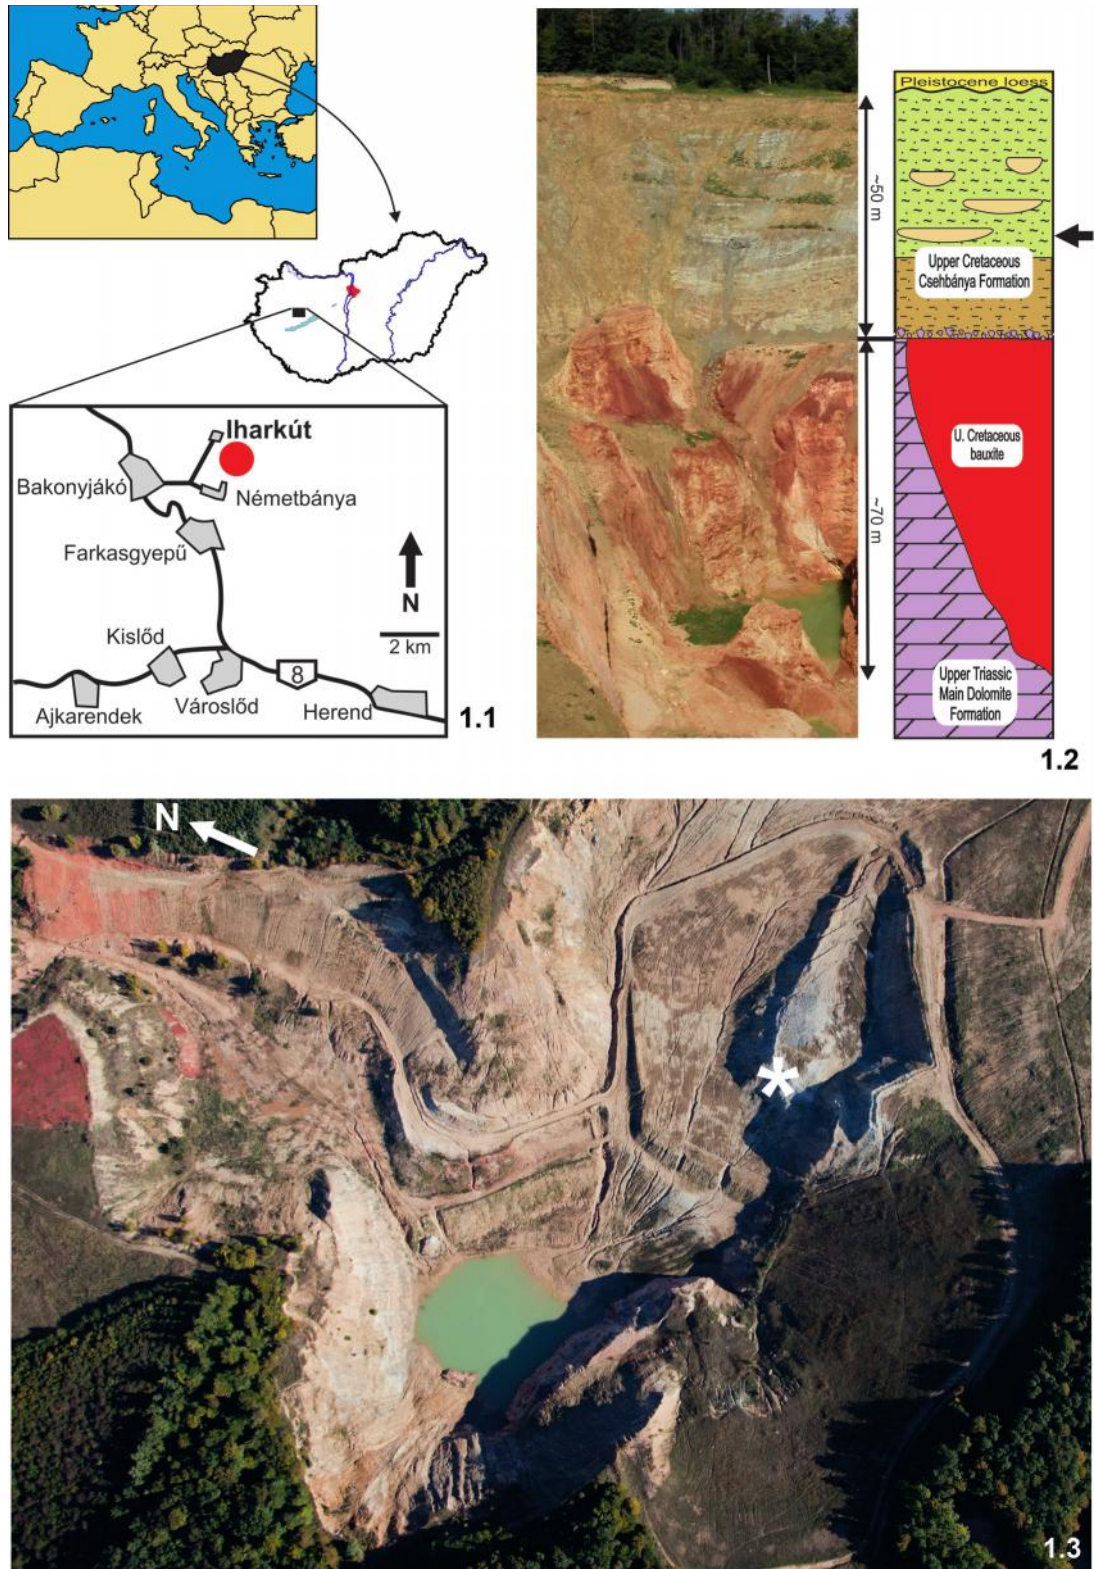 Iharkút
Bakonyjákó
Németbánya
Farkasgyepű
N
Kislőd
2 km
8
Ajkarendek
Városlőd
Herend
1.1
Pleistocene loess
~50 m
Upper Cretaceous
Csehbánya Formation
U. Cretaceous
bauxite
~70 m
Upper Triassic
Main Dolomite
Formation
1.2
N
*
1.3